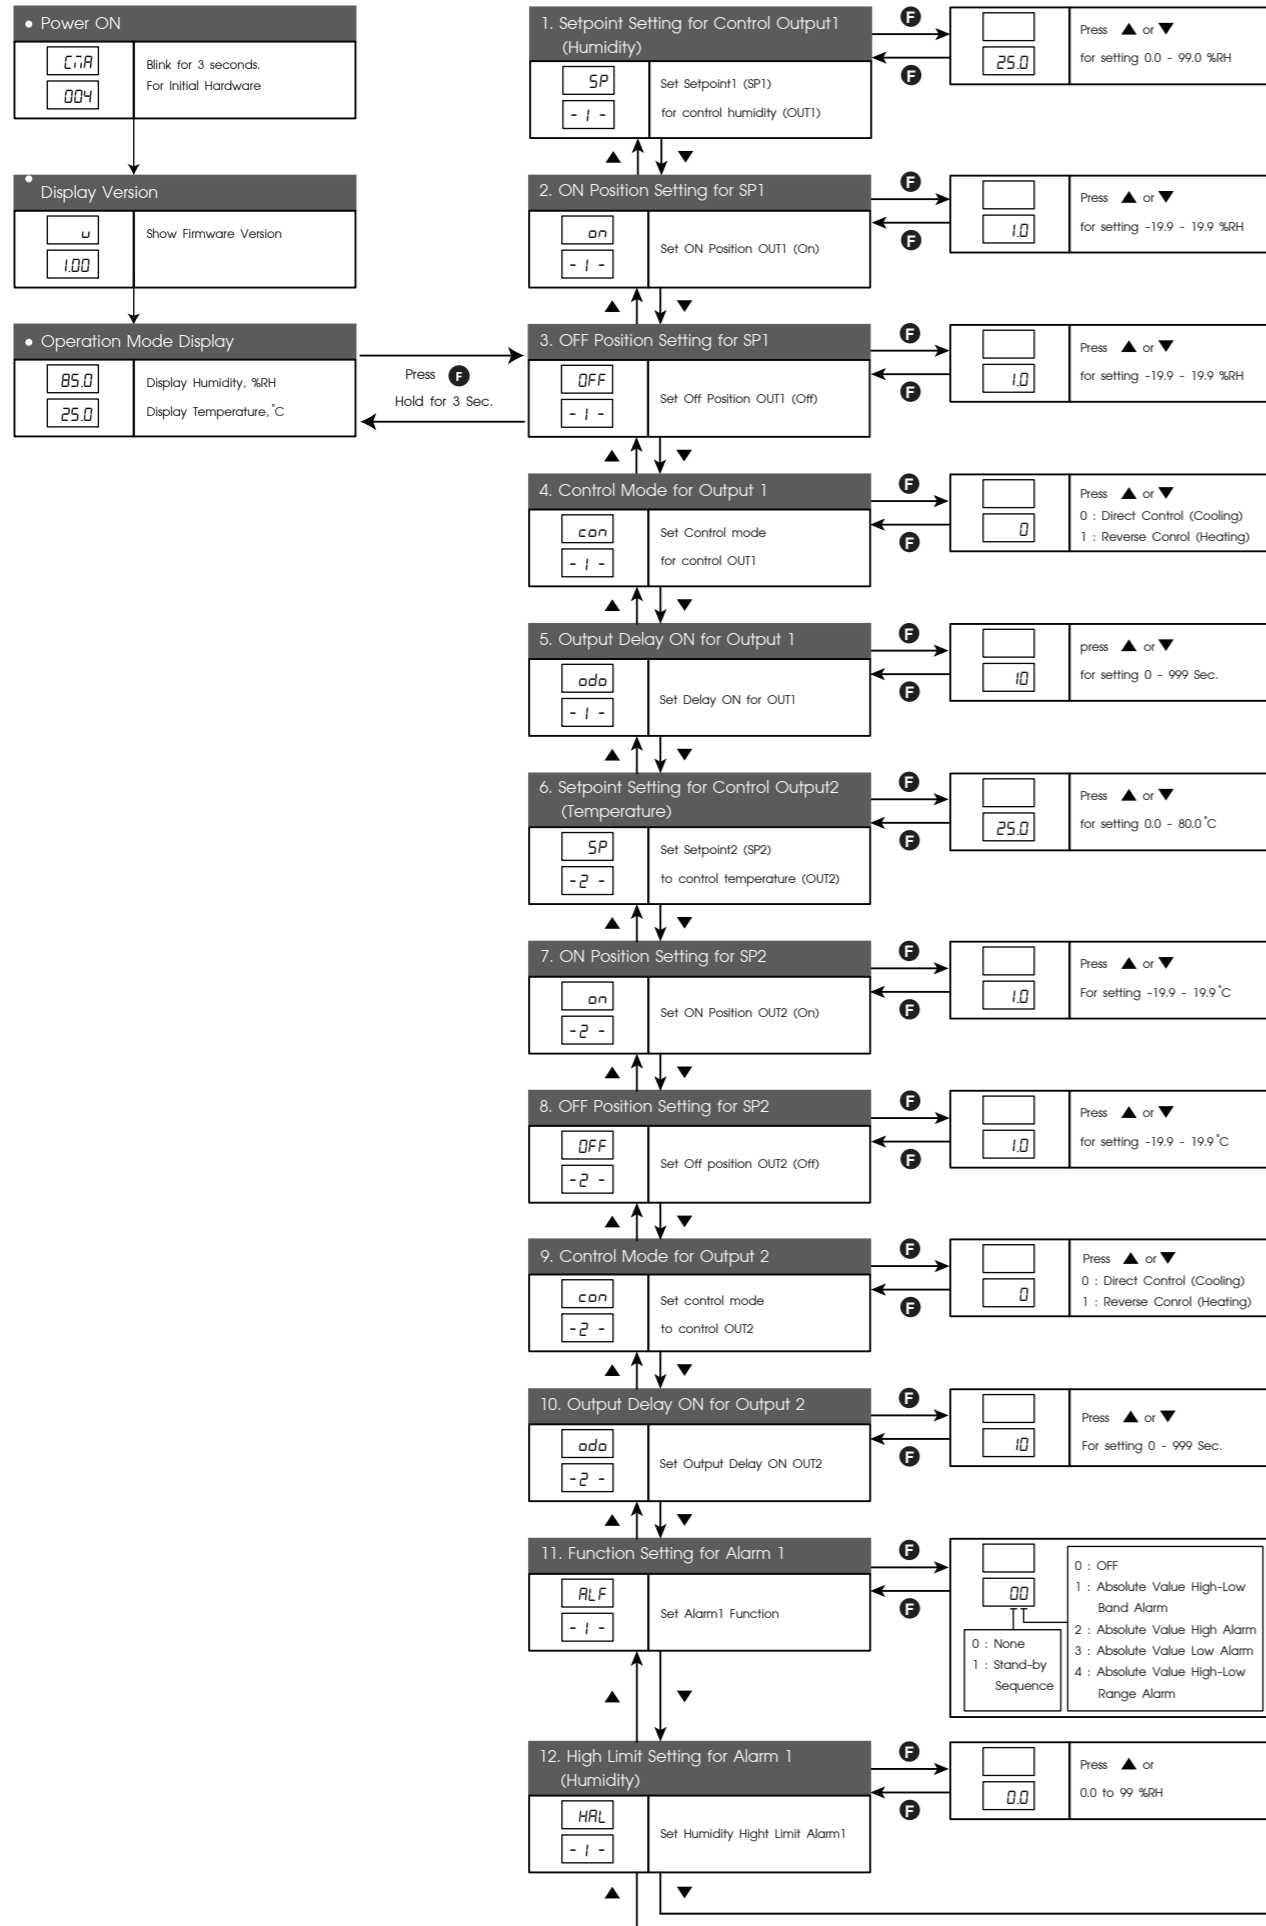 • Power ON
CMA
004
Blink for 3 seconds.
For Initial Hardware
• Display Version
v
1.00
Show Firmware Version
• Operation Mode Display
85.0
25.0
Display Humidity, %RH
Display Temperature, °C
Press F
Hold for 3 Sec.
1. Setpoint Setting for Control Output1
(Humidity)
SP
- 1 -
Set Setpoint1 (SP1)
for control humidity (OUT1)
F
F
25.0
Press ▲ or ▼
for setting 0.0 - 99.0 %RH
▲ ▼
2. ON Position Setting for SP1
on
- 1 -
Set ON Position OUT1 (On)
F
F
1.0
Press ▲ or ▼
for setting -19.9 - 19.9 %RH
▲ ▼
3. OFF Position Setting for SP1
OFF
- 1 -
Set Off Position OUT1 (Off)
F
F
1.0
Press ▲ or ▼
for setting -19.9 - 19.9 %RH
▲ ▼
4. Control Mode for Output 1
con
- 1 -
Set Control mode
for control OUT1
F
F
0
Press ▲ or ▼
0 : Direct Control (Cooling)
1 : Reverse Conrol (Heating)
▲ ▼
5. Output Delay ON for Output 1
odo
- 1 -
Set Delay ON for OUT1
F
F
10
press ▲ or ▼
for setting 0 - 999 Sec.
▲ ▼
6. Setpoint Setting for Control Output2
(Temperature)
SP
- 2 -
Set Setpoint2 (SP2)
to control temperature (OUT2)
F
F
25.0
Press ▲ or ▼
for setting 0.0 - 80.0 °C
▲ ▼
7. ON Position Setting for SP2
on
- 2 -
Set ON Position OUT2 (On)
F
F
1.0
Press ▲ or ▼
For setting -19.9 - 19.9 °C
▲ ▼
8. OFF Position Setting for SP2
OFF
- 2 -
Set Off position OUT2 (Off)
F
F
1.0
Press ▲ or ▼
for setting -19.9 - 19.9 °C
▲ ▼
9. Control Mode for Output 2
con
- 2 -
Set control mode
to control OUT2
F
F
0
Press ▲ or ▼
0 : Direct Control (Cooling)
1 : Reverse Conrol (Heating)
▲ ▼
10. Output Delay ON for Output 2
odo
- 2 -
Set Output Delay ON OUT2
F
F
10
Press ▲ or ▼
For setting 0 - 999 Sec.
▲ ▼
11. Function Setting for Alarm 1
ALF
- 1 -
Set Alarm1 Function
F
F
00
0 : None
1 : Stand-by
Sequence
0 : OFF
1 : Absolute Value High-Low
Band Alarm
2 : Absolute Value High Alarm
3 : Absolute Value Low Alarm
4 : Absolute Value High-Low
Range Alarm
▲ ▼
12. High Limit Setting for Alarm 1
(Humidity)
HAL
- 1 -
Set Humidity Hight Limit Alarm1
F
F
0.0
Press ▲ or
0.0 to 99 %RH
▲ ▼